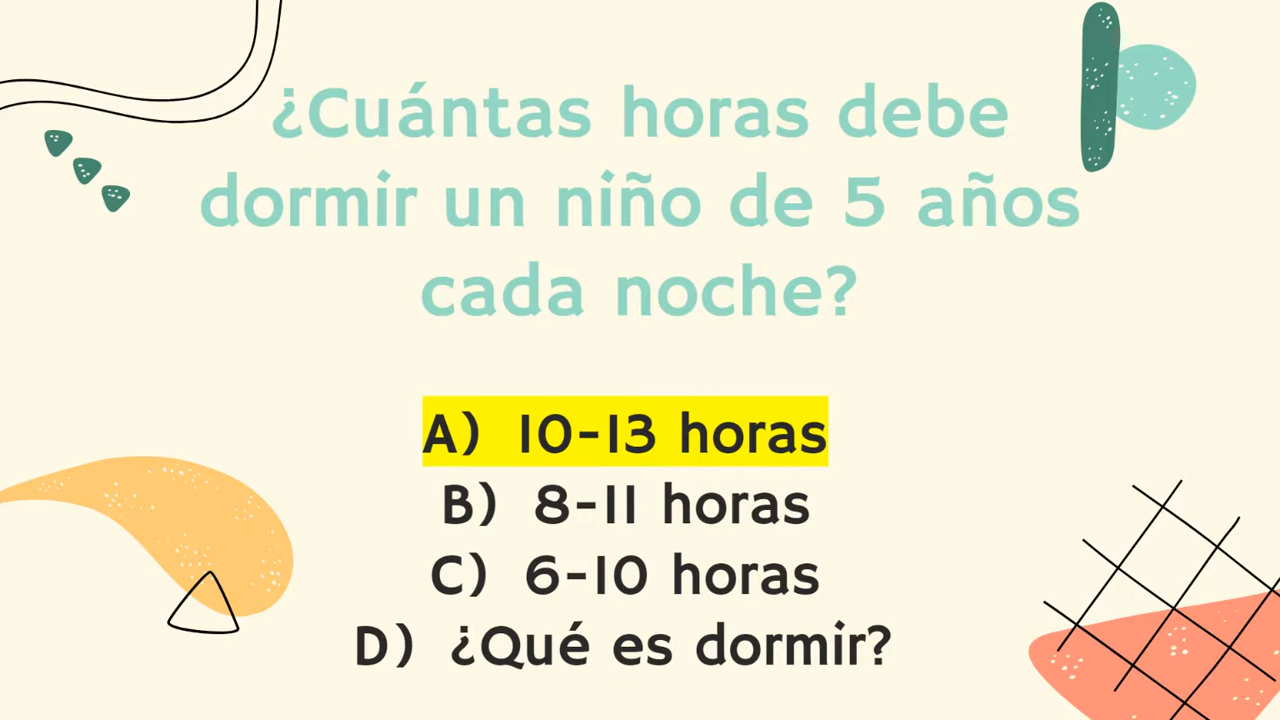 ¿Cuántas horas debe
dormir un niño de 5 años
cada noche?
A) 10-13 horas
B) 8-11 horas
C) 6-10 horas
D) ¿Qué es dormir?